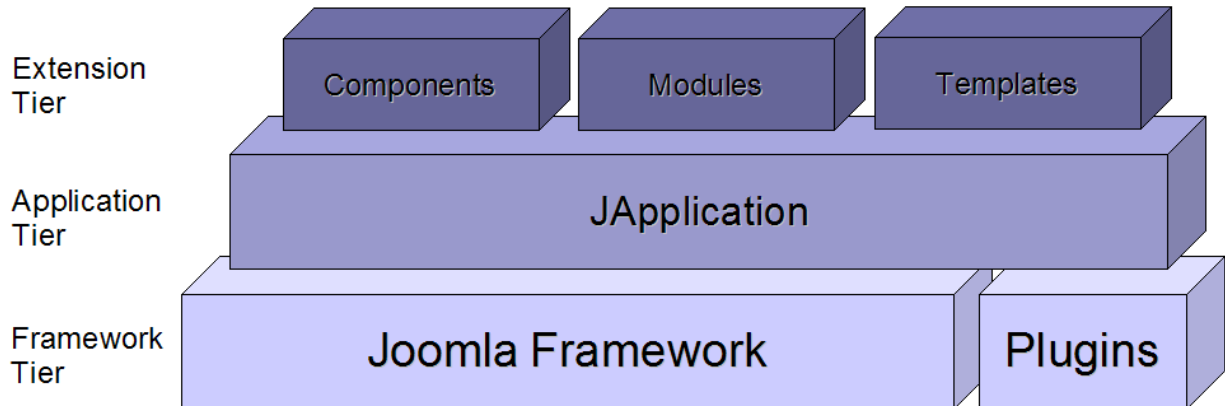 Extension
Tier
Components
Modules
Templates
Application
Tier
JApplication
Framework
Tier
Joomla Framework
Plugins